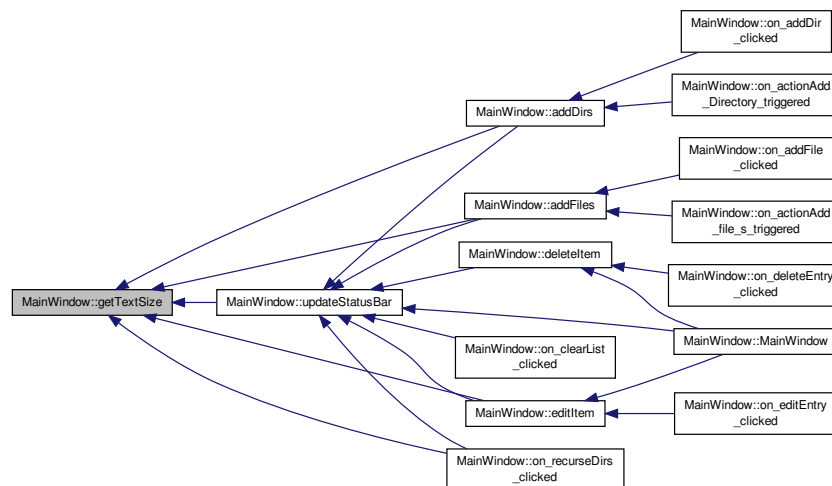 MainWindow::on_addDir
_clicked
MainWindow::on_actionAdd
_Directory_triggered
MainWindow::addDirs
MainWindow::on_addFile
_clicked
MainWindow::addFiles
MainWindow::on_actionAdd
_file_s_triggered
MainWindow::deleteItem
MainWindow::on_deleteEntry
_clicked
MainWindow::getTextSize
MainWindow::updateStatusBar
MainWindow::MainWindow
MainWindow::on_clearList
_clicked
MainWindow::editItem
MainWindow::on_editEntry
_clicked
MainWindow::on_recurseDirs
_clicked